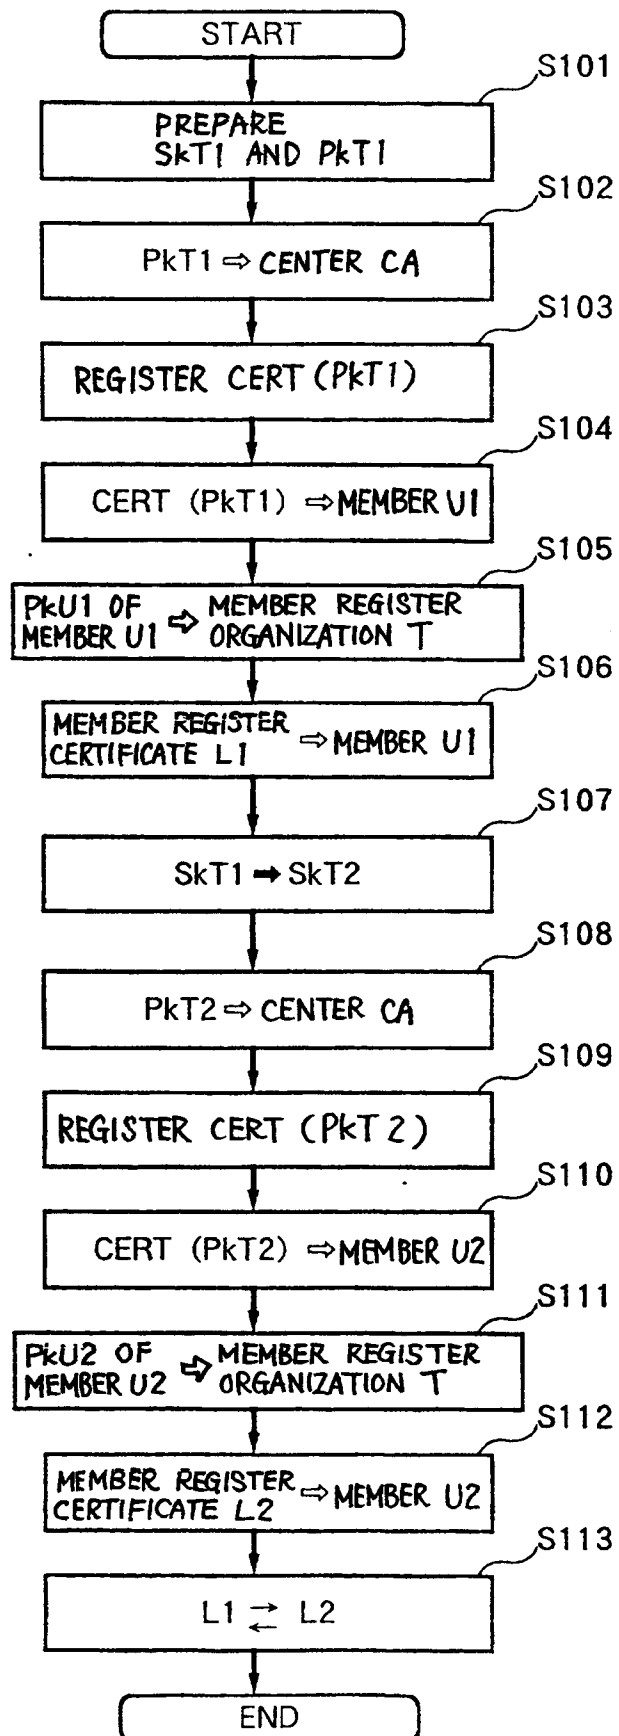 START
S101
PREPARE
SkT1 AND PkT1
S102
PkT1 ⇨ CENTER CA
S103
REGISTER CERT (PkT1)
S104
CERT (PkT1) ⇨ MEMBER U1
S105
PkU1 OF ⇨ MEMBER REGISTER
MEMBER U1 ORGANIZATION T
S106
MEMBER REGISTER ⇨ MEMBER U1
CERTIFICATE L1
S107
SkT1 ➡ SkT2
S108
PkT2 ⇨ CENTER CA
S109
REGISTER CERT (PkT2)
S110
CERT (PkT2) ⇨ MEMBER U2
S111
PkU2 OF ⇨ MEMBER REGISTER
MEMBER U2 ORGANIZATION T
S112
MEMBER REGISTER ⇨ MEMBER U2
CERTIFICATE L2
S113
L1 ⇄ L2
END